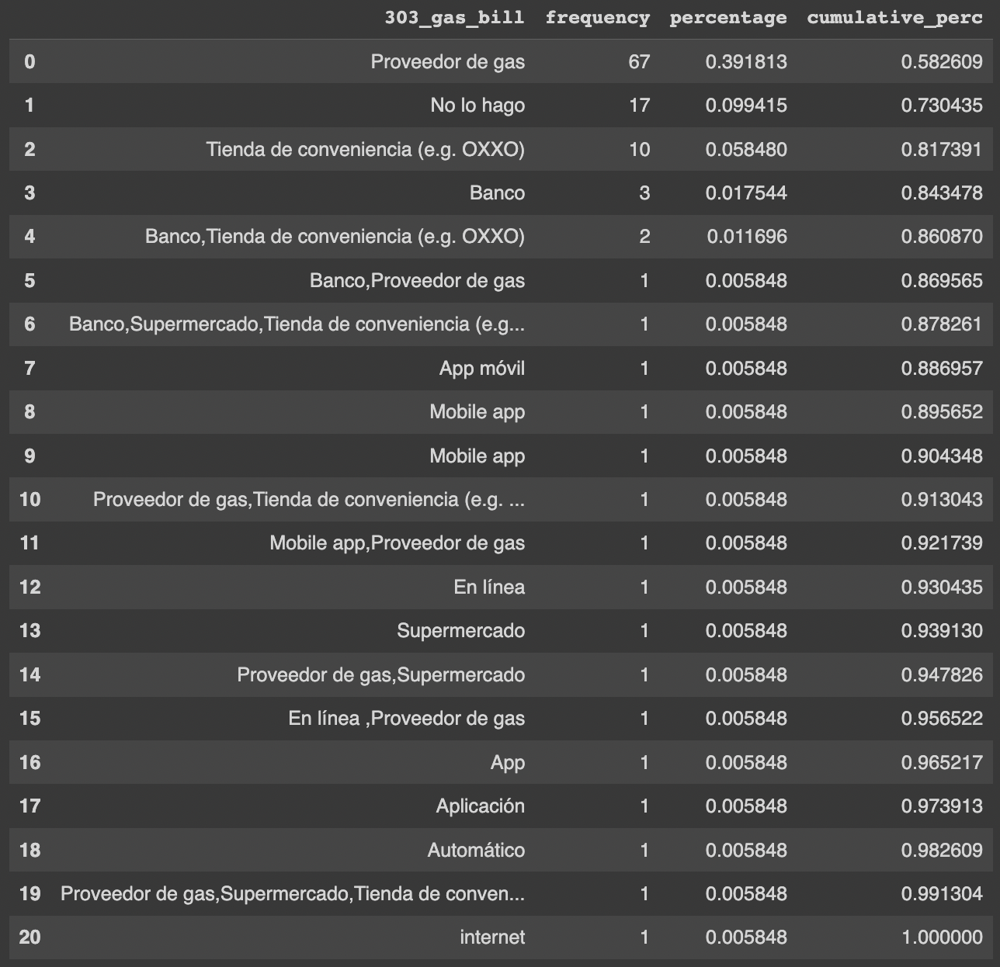 303_gas_bill frequency percentage cumulative_perc
0 Proveedor de gas 67 0.391813 0.582609
1 No lo hago 17 0.099415 0.730435
2 Tienda de conveniencia (e.g. OXXO) 10 0.058480 0.817391
3 Banco 3 0.017544 0.843478
4 Banco,Tienda de conveniencia (e.g. OXXO) 2 0.011696 0.860870
5 Banco,Proveedor de gas 1 0.005848 0.869565
6 Banco,Supermercado,Tienda de conveniencia (e.g... 1 0.005848 0.878261
7 App móvil 1 0.005848 0.886957
8 Mobile app 1 0.005848 0.895652
9 Mobile app 1 0.005848 0.904348
10 Proveedor de gas,Tienda de conveniencia (e.g. ... 1 0.005848 0.913043
11 Mobile app,Proveedor de gas 1 0.005848 0.921739
12 En línea 1 0.005848 0.930435
13 Supermercado 1 0.005848 0.939130
14 Proveedor de gas,Supermercado 1 0.005848 0.947826
15 En línea ,Proveedor de gas 1 0.005848 0.956522
16 App 1 0.005848 0.965217
17 Aplicación 1 0.005848 0.973913
18 Automático 1 0.005848 0.982609
19 Proveedor de gas,Supermercado,Tienda de conven... 1 0.005848 0.991304
20 internet 1 0.005848 1.000000